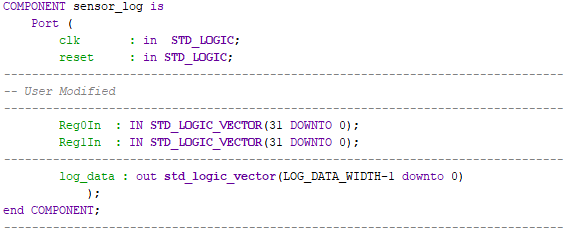 COMPONENT sensor_log is
Port (
clk : in STD_LOGIC;
reset : in STD_LOGIC;
--------------------------------------------------------------------------------
-- User Modified
--------------------------------------------------------------------------------
Reg0In : IN STD_LOGIC_VECTOR(31 DOWNTO 0);
Reg1In : IN STD_LOGIC_VECTOR(31 DOWNTO 0);
--------------------------------------------------------------------------------
log_data : out std_logic_vector(LOG_DATA_WIDTH-1 downto 0)
);
end COMPONENT;
--------------------------------------------------------------------------------